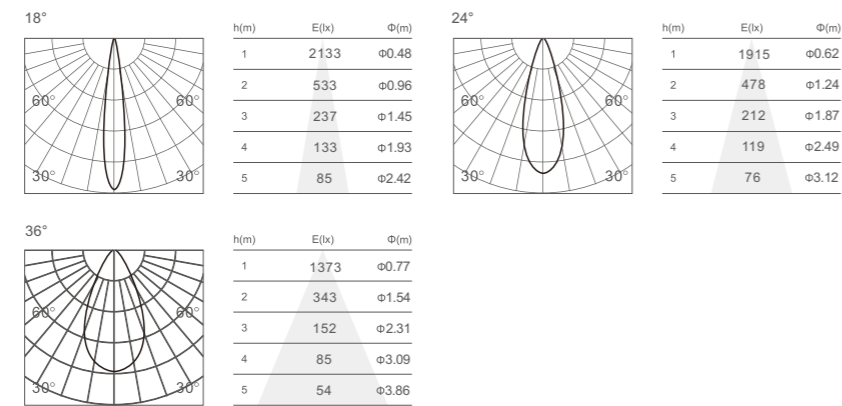 18°
60° 60°
30° 30°
h(m) E(lx) Φ(m)
1 2133 Φ0.48
2 533 Φ0.96
3 237 Φ1.45
4 133 Φ1.93
5 85 Φ2.42
24°
60° 60°
30° 30°
h(m) E(lx) Φ(m)
1 1915 Φ0.62
2 478 Φ1.24
3 212 Φ1.87
4 119 Φ2.49
5 76 Φ3.12
36°
60° 60°
30° 30°
h(m) E(lx) Φ(m)
1 1373 Φ0.77
2 343 Φ1.54
3 152 Φ2.31
4 85 Φ3.09
5 54 Φ3.86